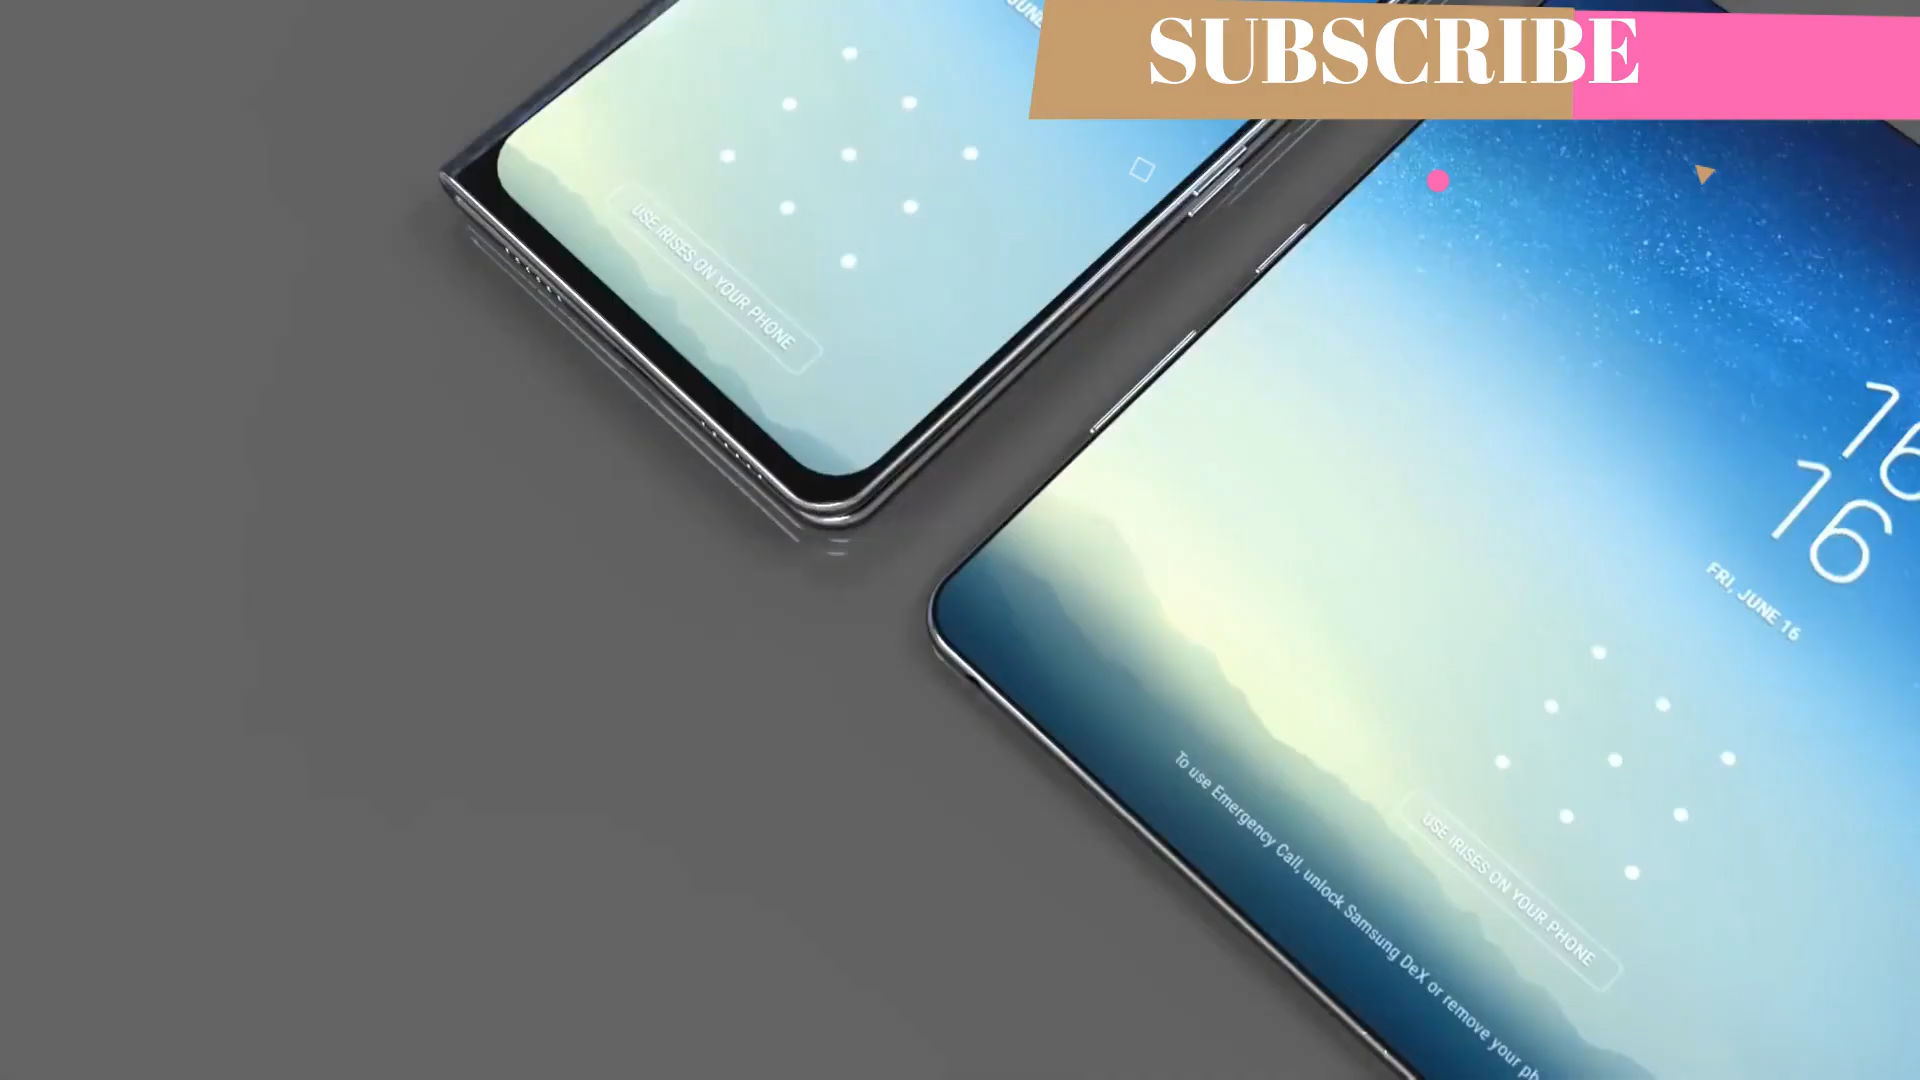 SUBSCRIBE
JUNE
USE IRISES ON YOUR PHONE
16
16
FRI, JUNE 16
USE IRISES ON YOUR PHONE
To use Emergency Call, unlock Samsung DeX or remove your ph